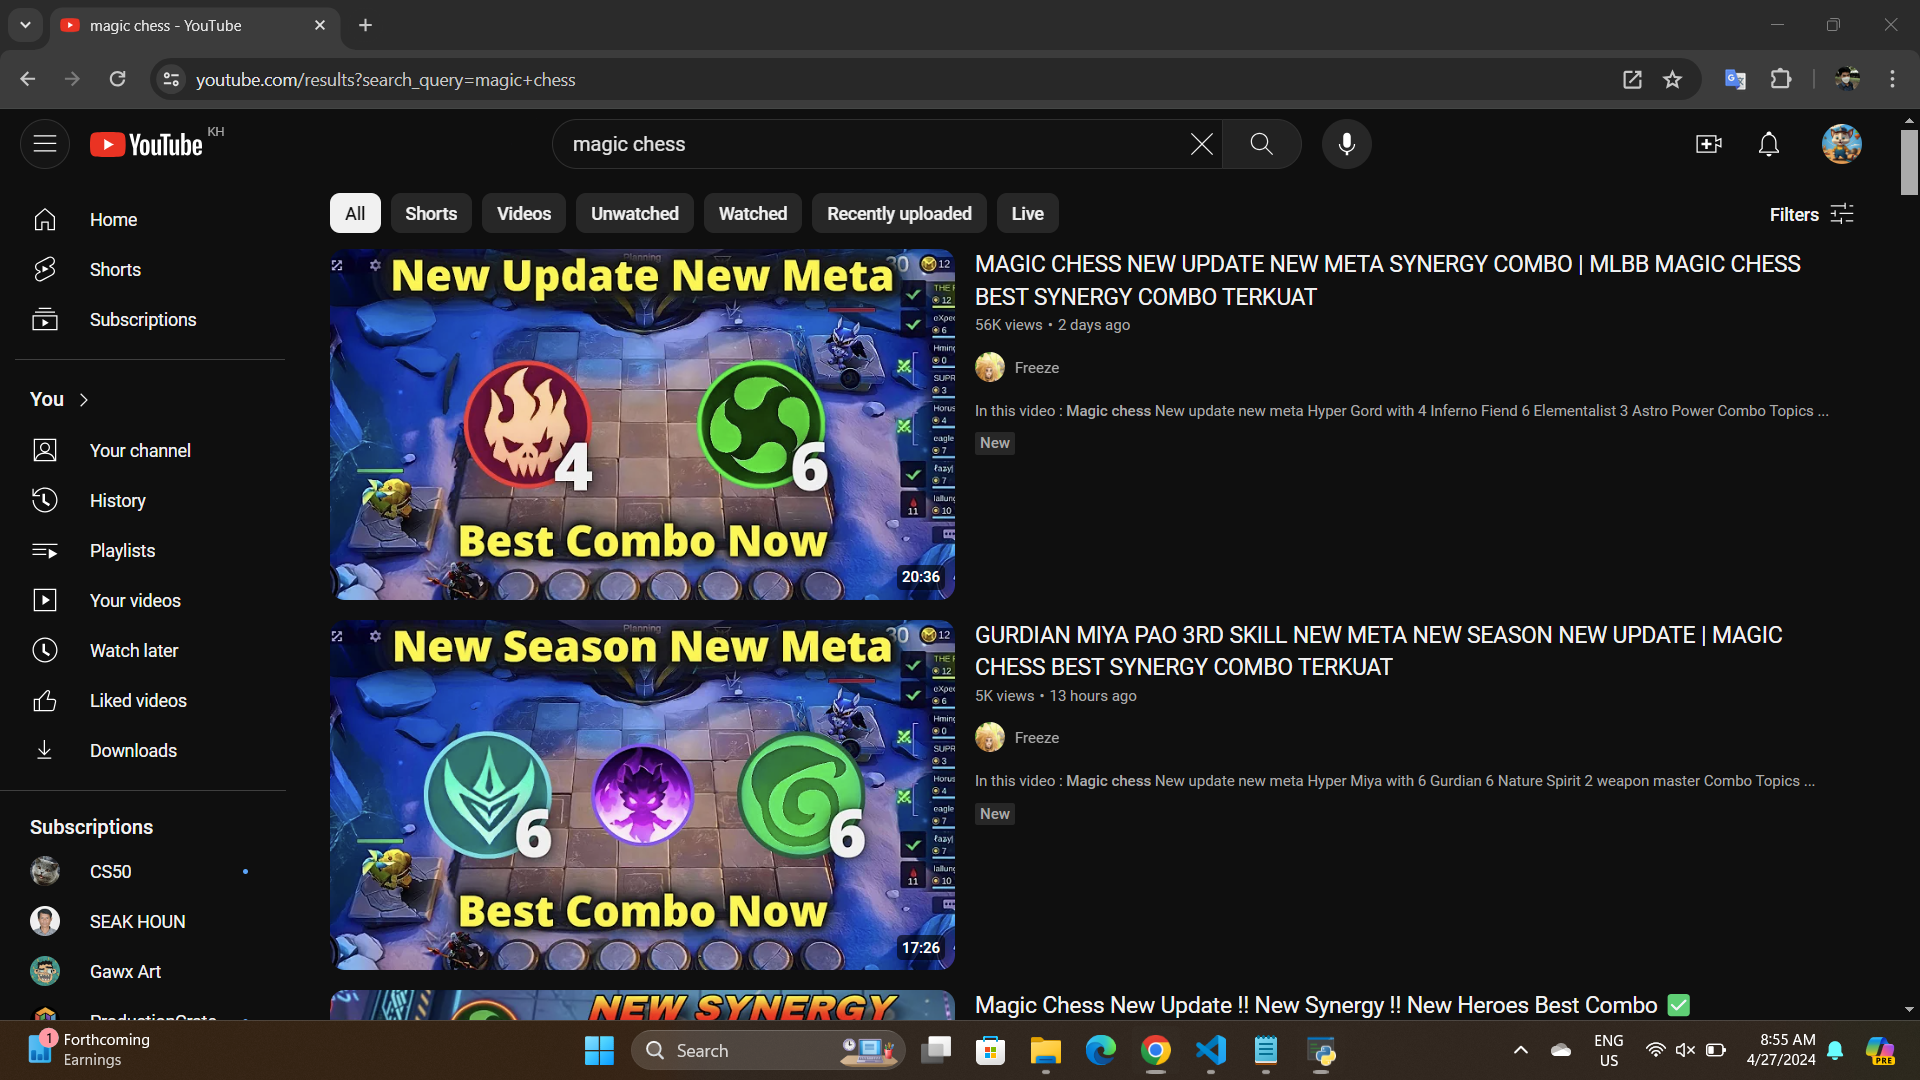 magic chess - YouTube
youtube.com/results?search_query=magic+chess
YouTube KH
magic chess
Home
Shorts
Subscriptions
You
Your channel
History
Playlists
Your videos
Watch later
Liked videos
Downloads
Subscriptions
CS50
SEAK HOUN
Gawx Art
All
Shorts
Videos
Unwatched
Watched
Recently uploaded
Live
Filters
New Update New Meta
4
6
Best Combo Now
20:36
MAGIC CHESS NEW UPDATE NEW META SYNERGY COMBO | MLBB MAGIC CHESS
BEST SYNERGY COMBO TERKUAT
56K views • 2 days ago
Freeze
In this video : Magic chess New update new meta Hyper Gord with 4 Inferno Fiend 6 Elementalist 3 Astro Power Combo Topics ...
New
New Season New Meta
6
6
Best Combo Now
17:26
GURDIAN MIYA PAO 3RD SKILL NEW META NEW SEASON NEW UPDATE | MAGIC
CHESS BEST SYNERGY COMBO TERKUAT
5K views • 13 hours ago
Freeze
In this video : Magic chess New update new meta Hyper Miya with 6 Gurdian 6 Nature Spirit 2 weapon master Combo Topics ...
New
NEW SYNERGY
Magic Chess New Update !! New Synergy !! New Heroes Best Combo ✅
1
Forthcoming
Earnings
Search
ENG
US
8:55 AM
4/27/2024
PRE